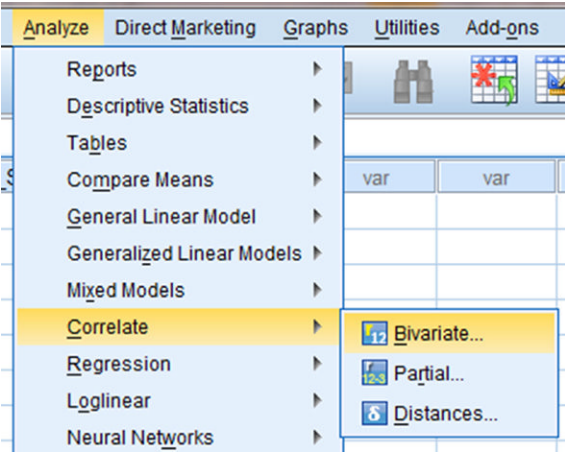 Analyze Direct Marketing Graphs Utilities Add-ons
Reports
Descriptive Statistics
Tables
Compare Means
var var
General Linear Model
Generalized Linear Models
Mixed Models
Correlate
Bivariate...
Regression
Partial...
Loglinear
Distances...
Neural Networks